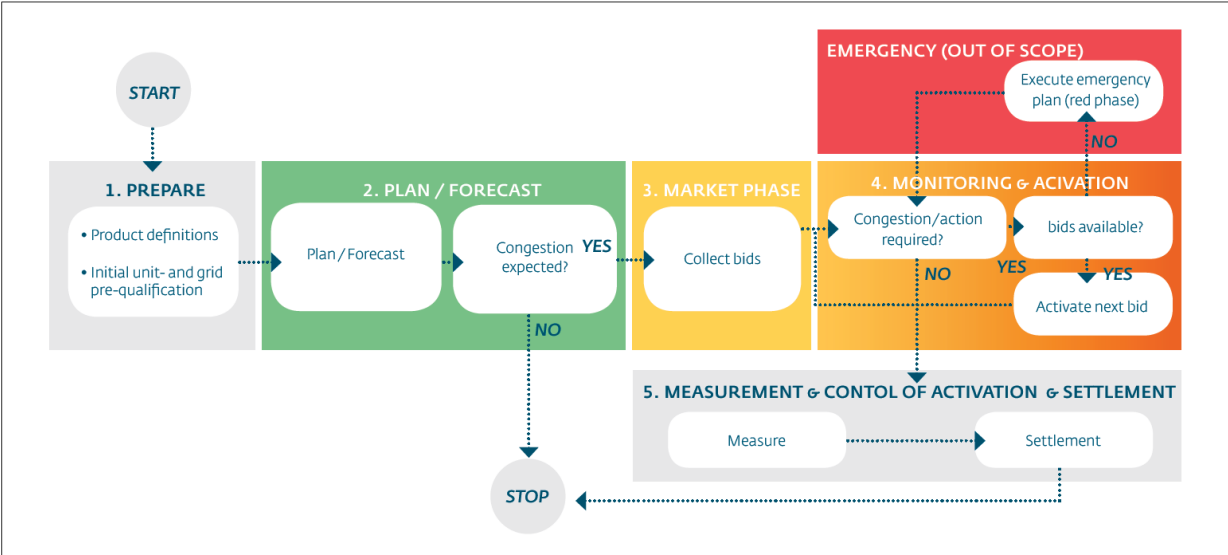 START
EMERGENCY (OUT OF SCOPE)
Execute emergency
plan (red phase)
NO
1. PREPARE
• Product definitions
• Initial unit- and grid
pre-qualification
2. PLAN / FORECAST
Plan / Forecast
Congestion
expected?
YES
NO
3. MARKET PHASE
Collect bids
4. MONITORING & ACIVATION
Congestion/action
required?
YES
NO
bids available?
YES
Activate next bid
5. MEASUREMENT & CONTOL OF ACTIVATION & SETTLEMENT
Measure
Settlement
STOP